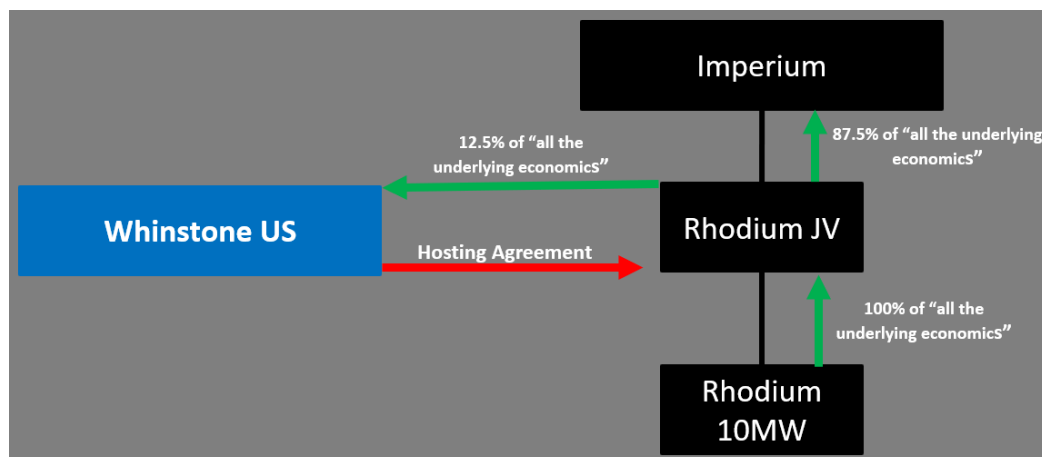 Imperium
12.5% of “all the
underlying economics”
87.5% of “all the underlying
economics”
Whinstone US
Rhodium JV
Hosting Agreement
100% of “all the
underlying economics”
Rhodium
10MW